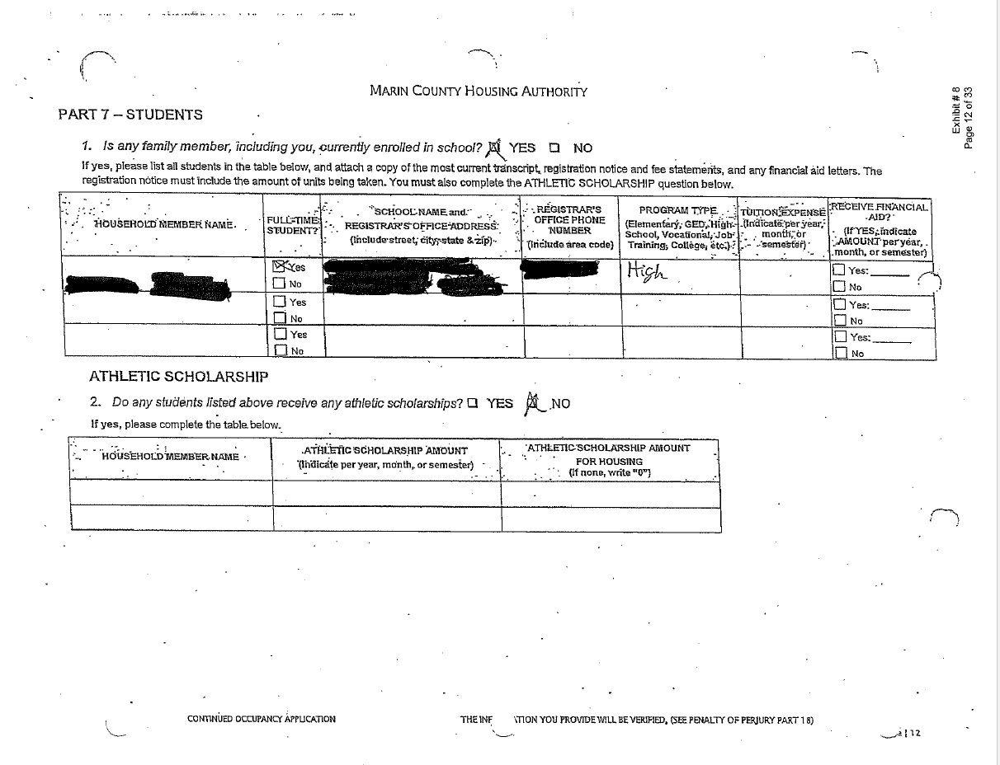 MARIN COUNTY HOUSING AUTHORITY
Exhibit # 8
Page 12 of 33
PART 7 – STUDENTS
1. Is any family member, including you, currently enrolled in school? YES NO
If yes, please list all students in the table below, and attach a copy of the most current transcript, registration notice and fee statements, and any financial aid letters. The
registration notice must include the amount of units being taken. You must also complete the ATHLETIC SCHOLARSHIP question below.
HOUSEHOLD MEMBER NAME
FULL-TIME
STUDENT?
SCHOOL NAME and
REGISTRAR'S OFFICE ADDRESS
(Include street, city, state & zip)
REGISTRAR'S
OFFICE PHONE
NUMBER
(Include area code)
PROGRAM TYPE
(Elementary, GED, High
School, Vocational, Job
Training, College, etc.)
TUITION EXPENSE
(Indicate per year,
month, or
semester)
RECEIVE FINANCIAL
AID?
(If YES, indicate
AMOUNT per year,
month, or semester)
Yes
No
High
Yes:
No
Yes
No
Yes:
No
Yes
No
Yes:
No
ATHLETIC SCHOLARSHIP
2. Do any students listed above receive any athletic scholarships? YES NO
If yes, please complete the table below.
HOUSEHOLD MEMBER NAME
ATHLETIC SCHOLARSHIP AMOUNT
(Indicate per year, month, or semester)
ATHLETIC SCHOLARSHIP AMOUNT
FOR HOUSING
(If none, write "0")
CONTINUED OCCUPANCY APPLICATION
THE INF TION YOU PROVIDE WILL BE VERIFIED, (SEE PENALTY OF PERJURY PART 18)
| 12